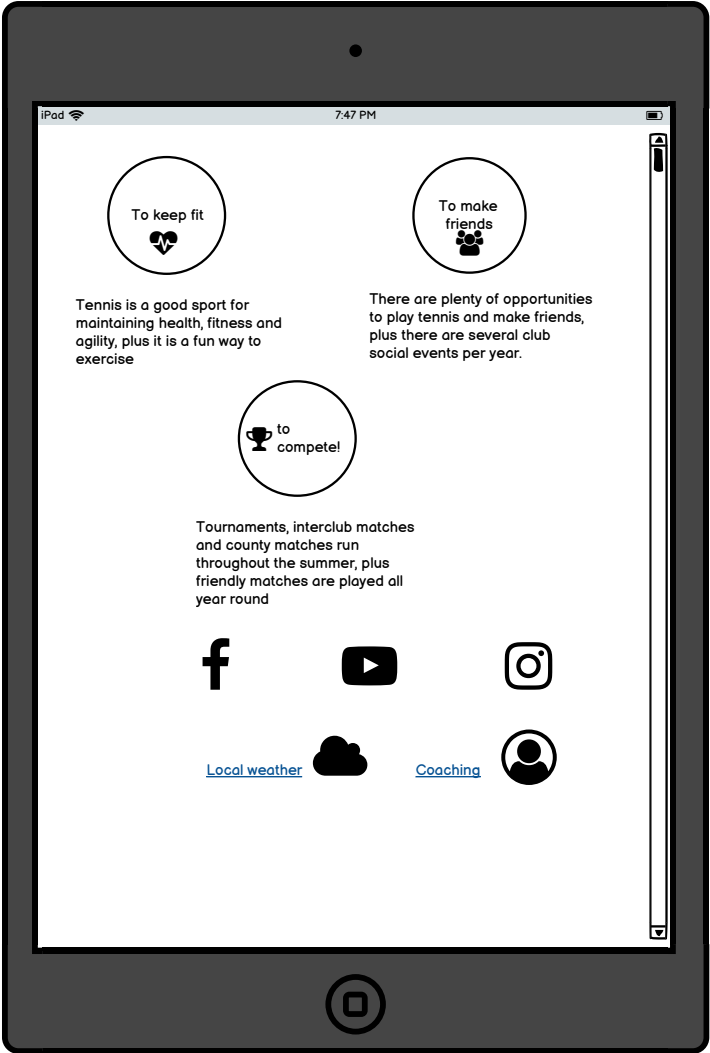 iPad 7:47 PM
To keep fit
To make
friends
Tennis is a good sport for
maintaining health, fitness and
agility, plus it is a fun way to
exercise
There are plenty of opportunities
to play tennis and make friends,
plus there are several club
social events per year.
to
compete!
Tournaments, interclub matches
and county matches run
throughout the summer, plus
friendly matches are played all
year round
Local weather
Coaching